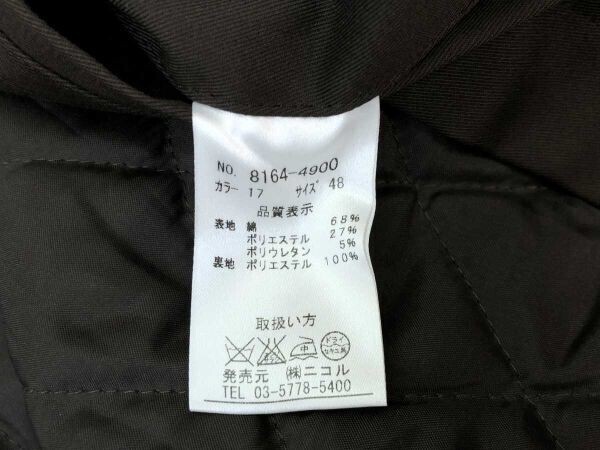 NO. 8164-4900
カラー 17 サイズ 48
品質表示
表地 綿 68%
ポリエステル 27%
ポリウレタン 5%
裏地 ポリエステル 100%
取扱い方
中 ドライ
発売元 ㈱ニコル
TEL 03-5778-5400